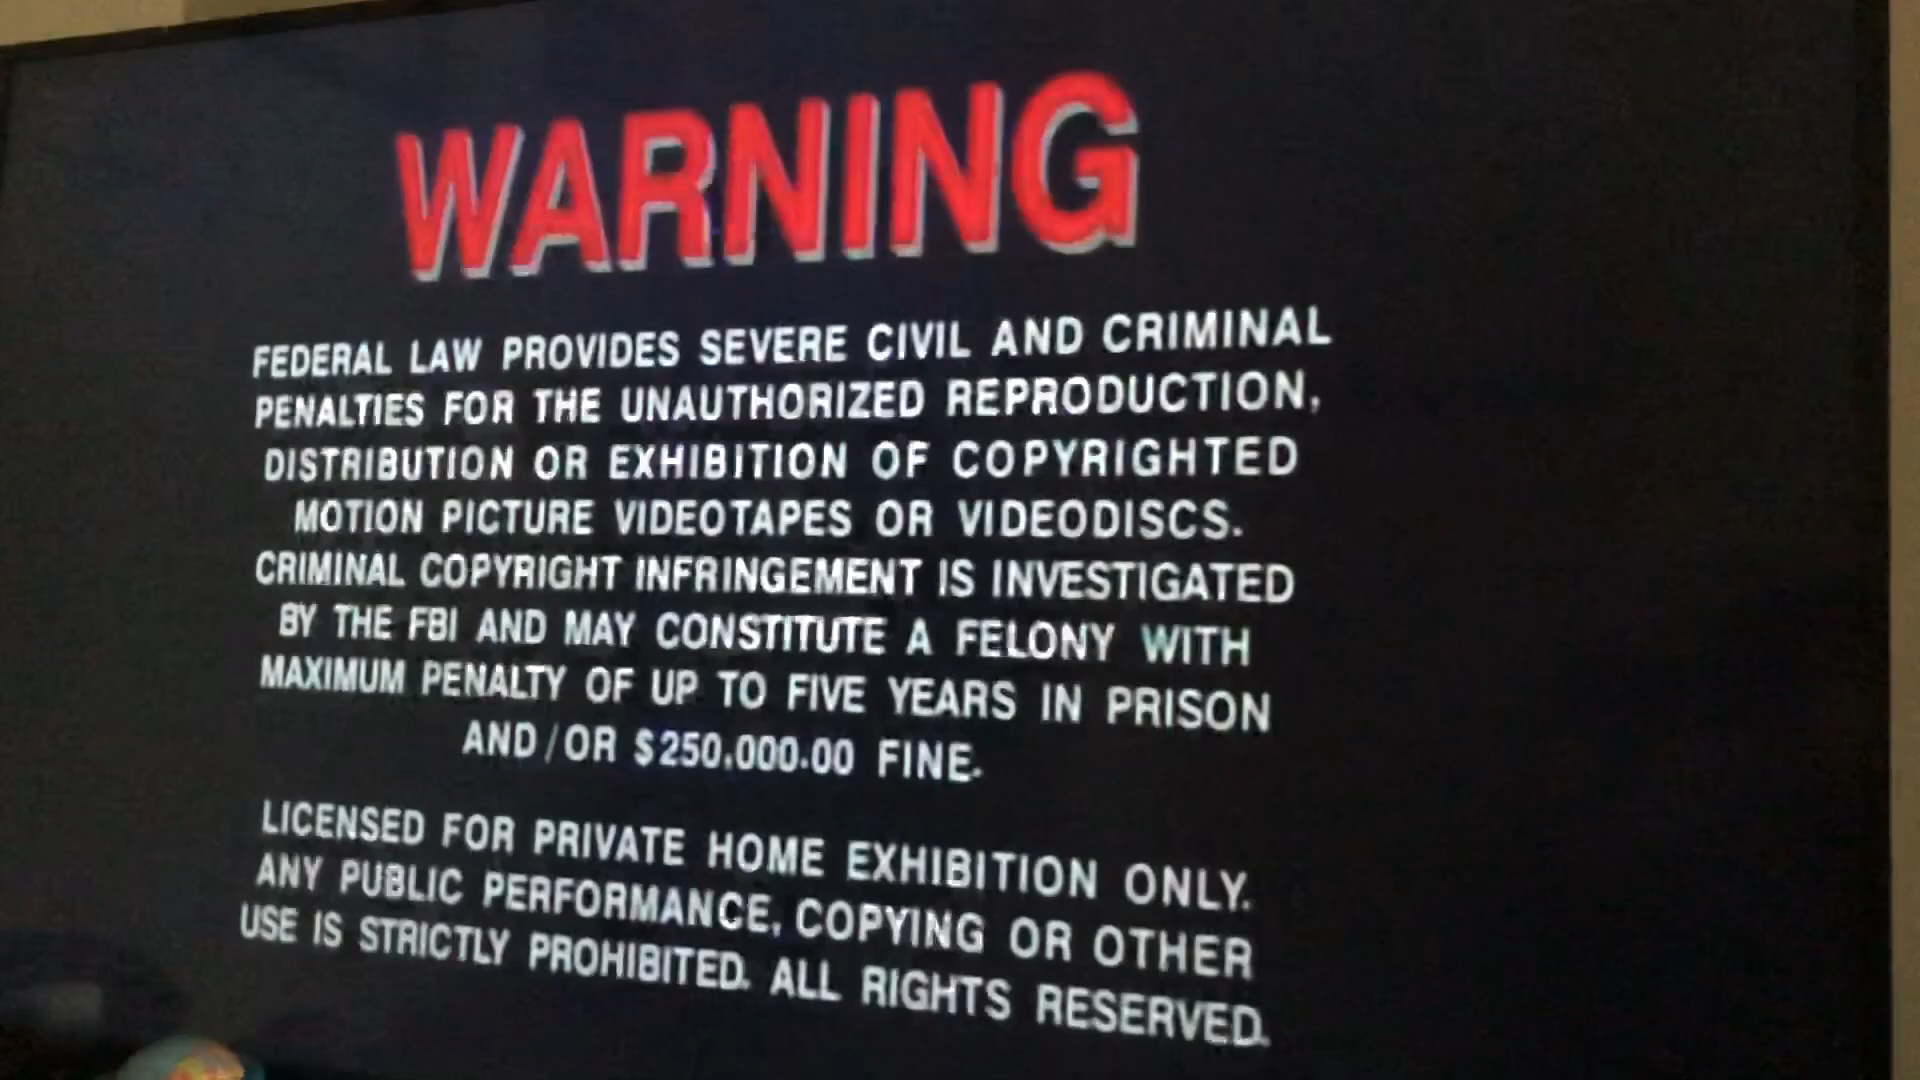 WARNING
FEDERAL LAW PROVIDES SEVERE CIVIL AND CRIMINAL
PENALTIES FOR THE UNAUTHORIZED REPRODUCTION,
DISTRIBUTION OR EXHIBITION OF COPYRIGHTED
MOTION PICTURE VIDEOTAPES OR VIDEODISCS.
CRIMINAL COPYRIGHT INFRINGEMENT IS INVESTIGATED
BY THE FBI AND MAY CONSTITUTE A FELONY WITH
MAXIMUM PENALTY OF UP TO FIVE YEARS IN PRISON
AND/OR $250,000.00 FINE.
LICENSED FOR PRIVATE HOME EXHIBITION ONLY.
ANY PUBLIC PERFORMANCE, COPYING OR OTHER
USE IS STRICTLY PROHIBITED. ALL RIGHTS RESERVED.